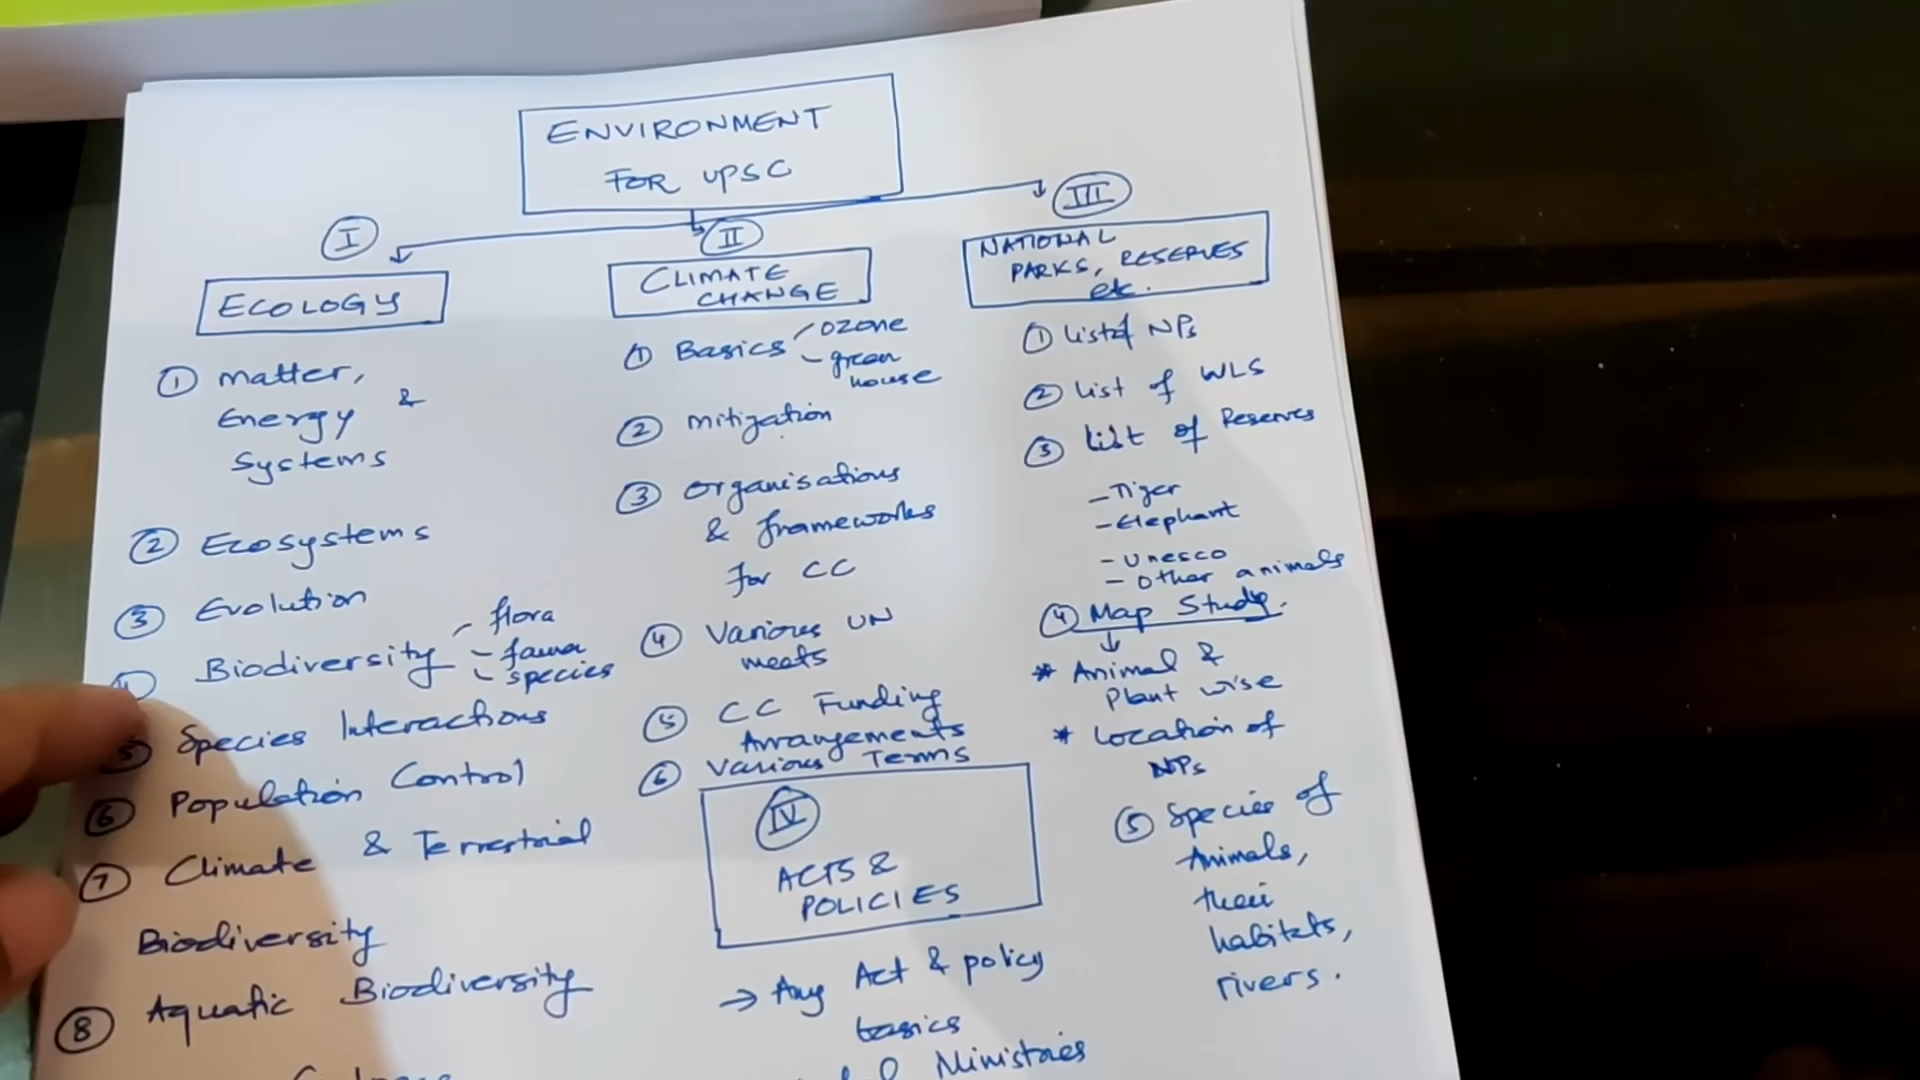 ENVIRONMENT
FOR UPSC
I
ECOLOGY
① matter,
Energy &
Systems
② Ecosystems
③ Evolution
④ Biodiversity - flora
- fauna
- species
⑤ Species Interactions
⑥ Population Control
⑦ Climate & Terrestrial
Biodiversity
⑧ Aquatic Biodiversity
II
CLIMATE
CHANGE
① Basics - ozone
- green
house
② mitigation
③ organisations
& frameworks
for CC
④ Various UN
meets
⑤ CC Funding
Arrangements
⑥ Various Terms
IV
ACTS &
POLICIES
→ Any Act & policy
basics
Ministries
III
NATIONAL
PARKS, RESERVES
etc.
① List of NPs
② List of WLS
③ List of Reserves
- Tiger
- Elephant
- Unesco
- Other animals
④ Map Study.
↓
* Animal &
Plant wise
* Location of
NPs
⑤ Species of
Animals,
their
habitats,
rivers.